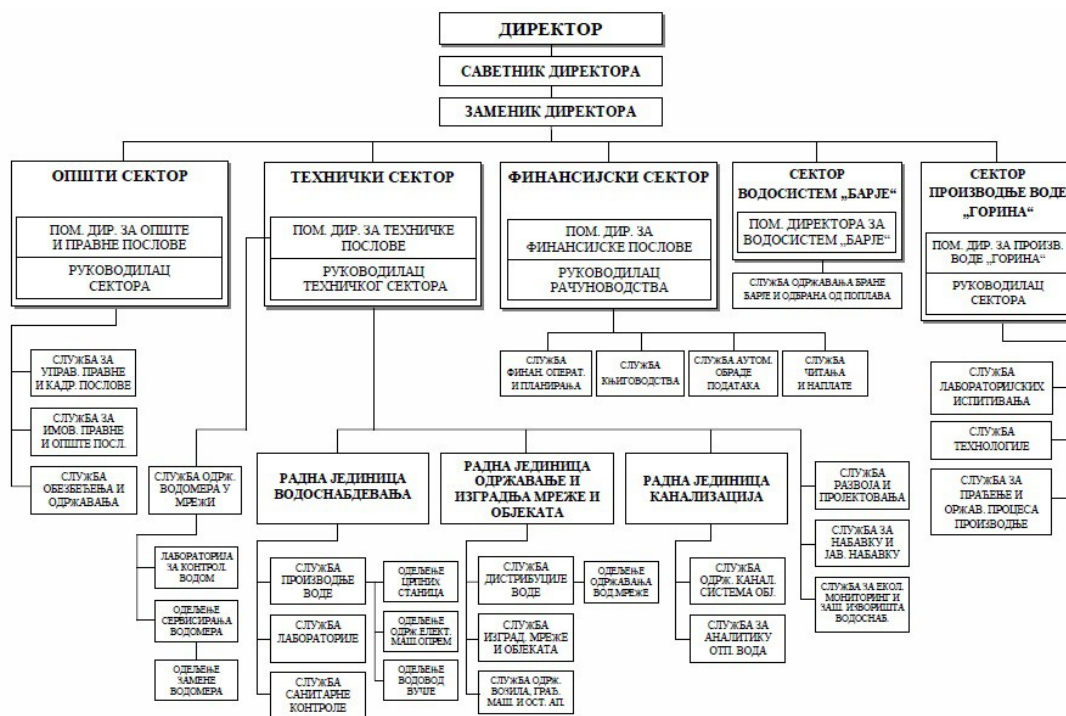 ДИРЕКТОР
САВЕТНИК ДИРЕКТОРА
ЗАМЕНИК ДИРЕКТОРА
ОПШТИ СЕКТОР
ПОМ. ДИР. ЗА ОПШТЕ
И ПРАВНЕ ПОСЛОВЕ
РУКОВОДИЛАЦ
СЕКТОРА
ТЕХНИЧКИ СЕКТОР
ПОМ. ДИР. ЗА ТЕХНИЧКЕ
ПОСЛОВЕ
РУКОВОДИЛАЦ
ТЕХНИЧКОГ СЕКТОРА
ФИНАНСИЈСКИ СЕКТОР
ПОМ. ДИР. ЗА
ФИНАНСИЈСКЕ ПОСЛОВЕ
РУКОВОДИЛАЦ
РАЧУНОВОДСТВА
СЕКТОР
ВОДОСИСТЕМ „БАРЈЕ“
ПОМ. ДИРЕКТОРА ЗА
ВОДОСИСТЕМ „БАРЈЕ“
СЛУЖБА ОДРЖАВАЊА БРАНЕ
БАРЈЕ И ОДБРАНА ОД ПОПЛАВА
СЕКТОР
ПРОИЗВОДЊЕ ВОДЕ
„ГОРИНА“
ПОМ. ДИР. ЗА ПРОИЗВ.
ВОДЕ „ГОРИНА“
РУКОВОДИЛАЦ
СЕКТОРА
СЛУЖБА ЗА
УПРАВ. ПРАВНЕ
И КАДР. ПОСЛОВЕ
СЛУЖБА ЗА
ИМОВ. ПРАВНЕ
И ОПШТЕ ПОСЛ.
СЛУЖБА
ОБЕЗБЕЂЕЊА И
ОДРЖАВАЊА
СЛУЖБА
ФИНАН. ОПЕРАТ.
И ПЛАНИРАЊА
СЛУЖБА
КЊИГОВОДСТВА
СЛУЖБА АУТОМ.
ОБРАДЕ
ПОДАТАКА
СЛУЖБА
ЧИТАЊА
И НАПЛАТЕ
СЛУЖБА
ЛАБОРАТОРИЈСКИХ
ИСПИТИВАЊА
СЛУЖБА
ТЕХНОЛОГИЈЕ
СЛУЖБА ЗА
ПРАЋЕЊЕ И
ОРЖАВ. ПРОЦЕСА
ПРОИЗВОДЊЕ
СЛУЖБА ОДРЖ.
ВОДОМЕРА У
МРЕЖИ
ЛАБОРАТОРИЈА
ЗА КОНТРОЛ.
ВОДОМ
ОДЕЉЕЊЕ
СЕРВИСИРАЊА
ВОДОМЕРА
ОДЕЉЕЊЕ
ЗАМЕНЕ
ВОДОМЕРА
РАДНА ЈЕДИНИЦА
ВОДОСНАБДЕВАЊА
СЛУЖБА
ПРОИЗВОДЊЕ
ВОДЕ
СЛУЖБА
ЛАБОРАТОРИЈЕ
СЛУЖБА
САНИТАРНЕ
КОНТРОЛЕ
ОДЕЉЕЊЕ
ЦРПНИХ
СТАНИЦА
ОДЕЉЕЊЕ
ОДРЖ. ЕЛЕКТ.
МАШ. ОПРЕМ
ОДЕЉЕЊЕ
ВОДОВОД
ВУЧЈЕ
РАДНА ЈЕДИНИЦА
ОДРЖАВАЊЕ И
ИЗГРАДЊА МРЕЖЕ И
ОБЈЕКАТА
СЛУЖБА
ДИСТРИБУЦИЈЕ
ВОДЕ
СЛУЖБА
ИЗГРАД. МРЕЖЕ
И ОБЈЕКАТА
СЛУЖБА ОДРЖ.
ВОЗИЛА, ГРАЂ.
МАШ. И ОСТ. АП.
ОДЕЉЕЊЕ
ОДРЖАВАЊА
ВОД МРЕЖЕ
РАДНА ЈЕДИНИЦА
КАНАЛИЗАЦИЈА
СЛУЖБА
ОДРЖ. КАНАЛ.
СИСТЕМА ОБЈ.
СЛУЖБА ЗА
АНАЛИТИКУ
ОТП. ВОДА
СЛУЖБА
РАЗВОЈА И
ПРОЈЕКТОВАЊА
СЛУЖБА ЗА
НАБАВКУ И
ЈАВ. НАБАВКУ
СЛУЖБА ЗА ЕКОЛ.
МОНИТОРИНГ И
ЗАШ. ИЗВОРИШТА
ВОДОСНАБ.